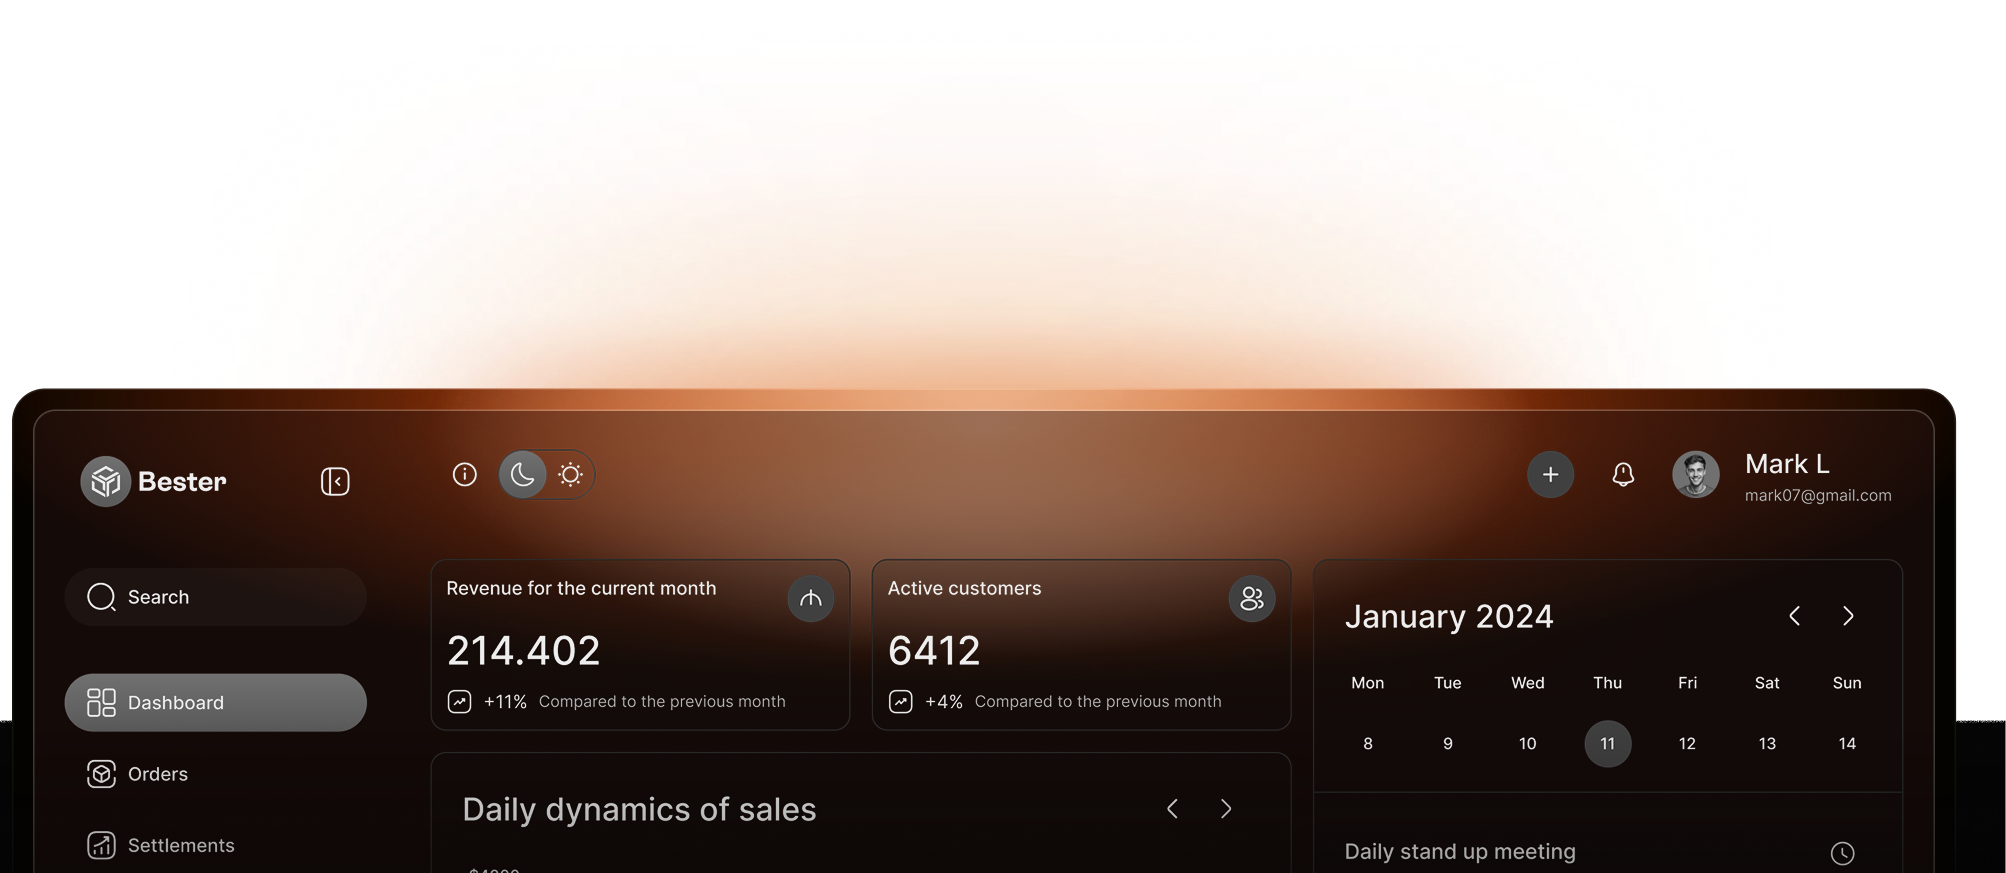 Bester
Mark L
mark07@gmail.com
Search
Dashboard
Orders
Settlements
Revenue for the current month
214.402
+11% Compared to the previous month
Active customers
6412
+4% Compared to the previous month
Daily dynamics of sales
January 2024
Mon Tue Wed Thu Fri Sat Sun
8 9 10 11 12 13 14
Daily stand up meeting